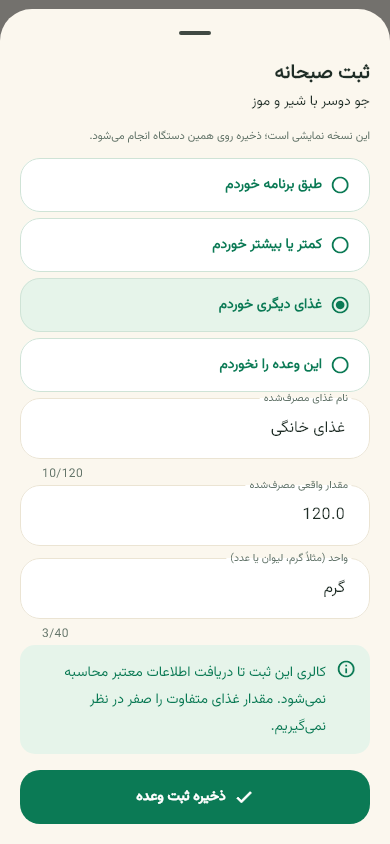 ثبت صبحانه
جو دوسر با شیر و موز
این نسخه نمایشی است؛ ذخیره روی همین دستگاه انجام می‌شود.
طبق برنامه خوردم
کمتر یا بیشتر خوردم
غذای دیگری خوردم
این وعده را نخوردم
نام غذای مصرف‌شده
غذای خانگی
10/120
مقدار واقعی مصرف‌شده
120.0
واحد (مثلاً گرم، لیوان یا عدد)
گرم
3/40
کالری این ثبت تا دریافت اطلاعات معتبر محاسبه
نمی‌شود. مقدار غذای متفاوت را صفر در نظر
نمی‌گیریم.
ذخیره ثبت وعده